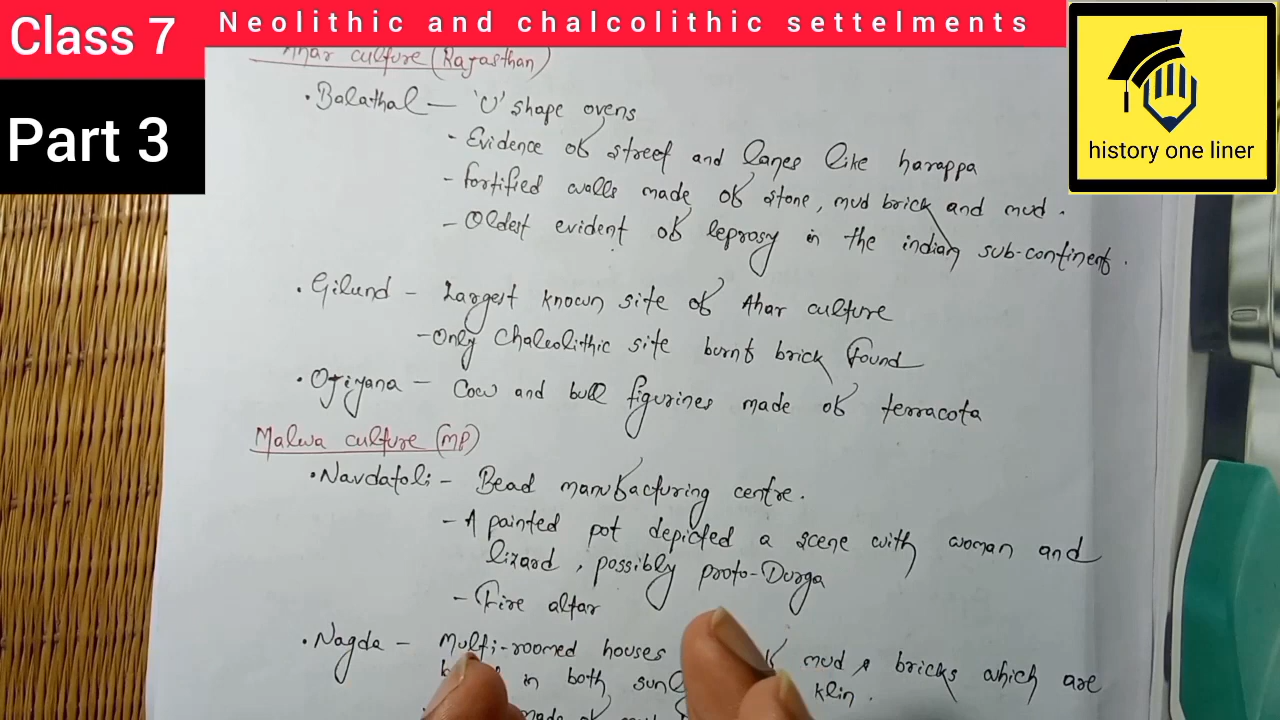 Class 7
Neolithic and chalcolithic settelments
Part 3
history one liner
Ahar culture (Rajasthan)
• Balathal — 'U' shape ovens
- Evidence of street and lanes like harappa
- fortified walls made of stone, mud brick and mud.
- Oldest evident of leprosy in the indian sub-continent.
• Gilund - Largest known site of Ahar culture
- Only Chalcolithic site burnt brick found
• Ojiyana - Cow and bull figurines made of terracota
Malwa culture (MP)
• Navdatoli - Bead manufacturing centre.
- A painted pot depicted a scene with woman and
lizard, possibly proto-Durga
- Fire altar
• Nagda - Multi-roomed houses mud & bricks which are
in both sun klin.
made of